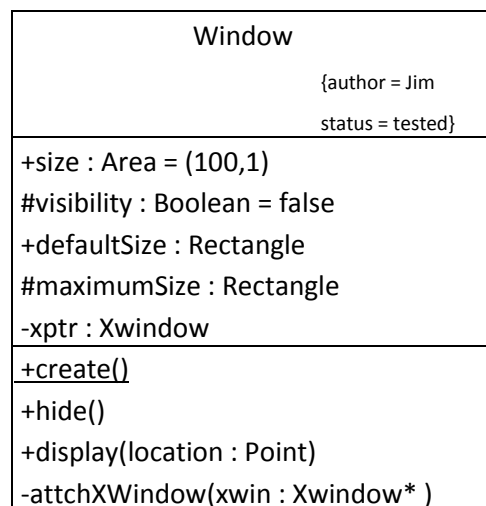 Window
{author = Jim
status = tested}
+size : Area = (100,1)
#visibility : Boolean = false
+defaultSize : Rectangle
#maximumSize : Rectangle
-xptr : Xwindow
+create()
+hide()
+display(location : Point)
-attchXWindow(xwin : Xwindow* )